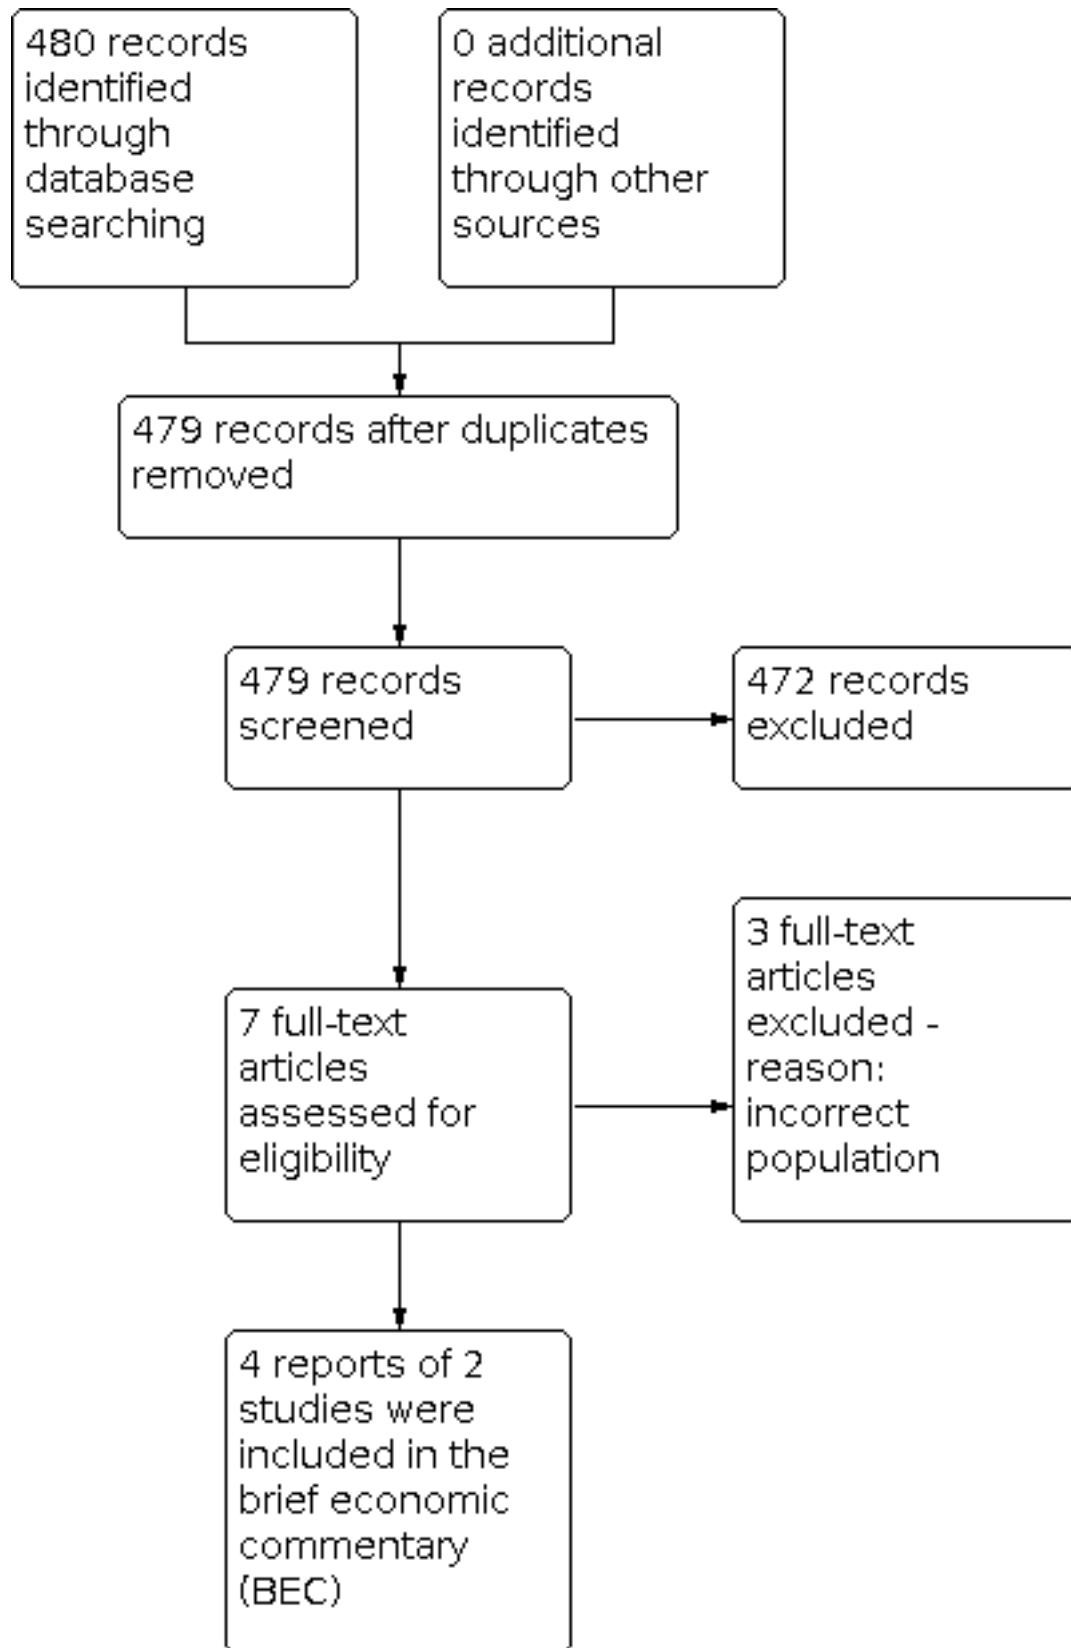 480 records
identified
through
database
searching
0 additional
records
identified
through other
sources
479 records after duplicates
removed
479 records
screened
472 records
excluded
7 full-text
articles
assessed for
eligibility
3 full-text
articles
excluded -
reason:
incorrect
population
4 reports of 2
studies were
included in the
brief economic
commentary
(BEC)